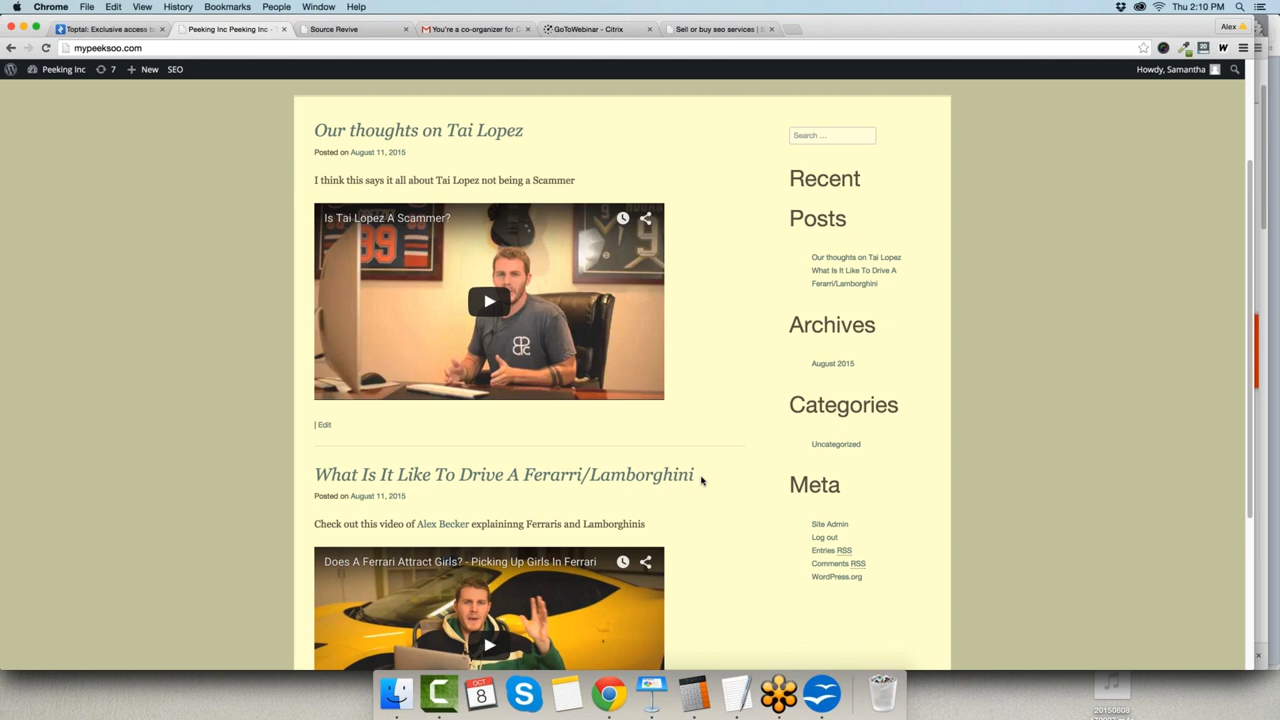 Chrome File Edit View History Bookmarks People Window Help Thu 2:10 PM
Toptal: Exclusive access to
Peeking Inc Peeking Inc -
Source Revive
You're a co-organizer for
GoToWebinar - Citrix
Sell or buy seo services |
Alex
mypeeksoo.com
20
W
Peeking Inc 7 New SEO Howdy, Samantha
Our thoughts on Tai Lopez
Posted on August 11, 2015
I think this says it all about Tai Lopez not being a Scammer
Is Tai Lopez A Scammer?
99
9
| Edit
What Is It Like To Drive A Ferarri/Lamborghini
Posted on August 11, 2015
Check out this video of Alex Becker explaininng Ferraris and Lamborghinis
Does A Ferrari Attract Girls? - Picking Up Girls In Ferrari
Search ...
Recent
Posts
Our thoughts on Tai Lopez
What Is It Like To Drive A
Ferarri/Lamborghini
Archives
August 2015
Categories
Uncategorized
Meta
Site Admin
Log out
Entries RSS
Comments RSS
WordPress.org
OCT
8
20150808